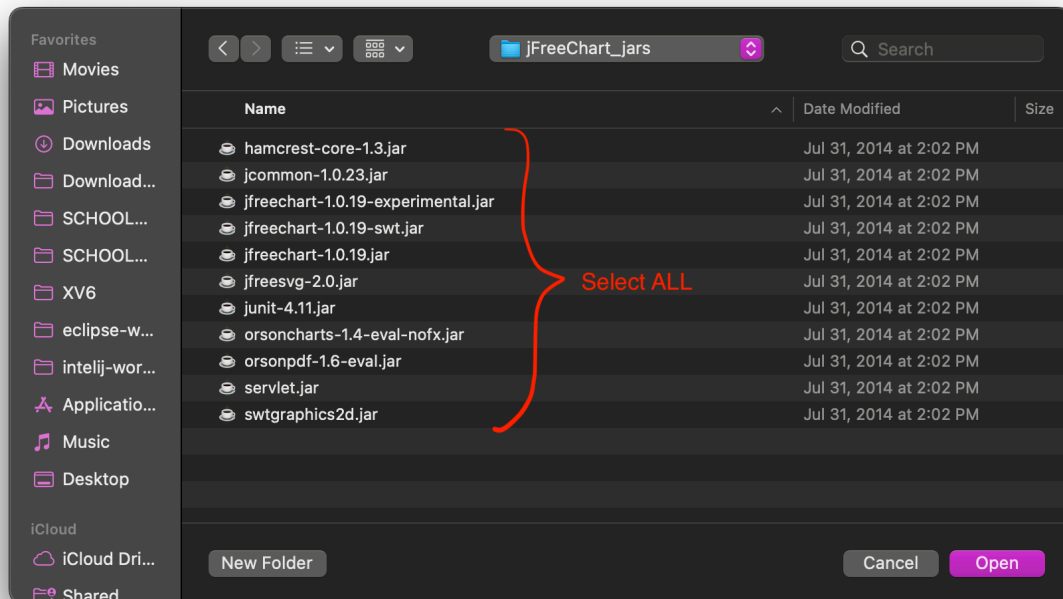 Favorites
Movies
Pictures
Downloads
Download...
SCHOOL...
SCHOOL...
XV6
eclipse-w...
intelij-wor...
Applicatio...
Music
Desktop
iCloud
iCloud Dri...
Shared
jFreeChart_jars
Search
Name Date Modified Size
hamcrest-core-1.3.jar Jul 31, 2014 at 2:02 PM
jcommon-1.0.23.jar Jul 31, 2014 at 2:02 PM
jfreechart-1.0.19-experimental.jar Jul 31, 2014 at 2:02 PM
jfreechart-1.0.19-swt.jar Jul 31, 2014 at 2:02 PM
jfreechart-1.0.19.jar Jul 31, 2014 at 2:02 PM
jfreesvg-2.0.jar Jul 31, 2014 at 2:02 PM
Select ALL
junit-4.11.jar Jul 31, 2014 at 2:02 PM
orsoncharts-1.4-eval-nofx.jar Jul 31, 2014 at 2:02 PM
orsonpdf-1.6-eval.jar Jul 31, 2014 at 2:02 PM
servlet.jar Jul 31, 2014 at 2:02 PM
swtgraphics2d.jar Jul 31, 2014 at 2:02 PM
New Folder Cancel Open